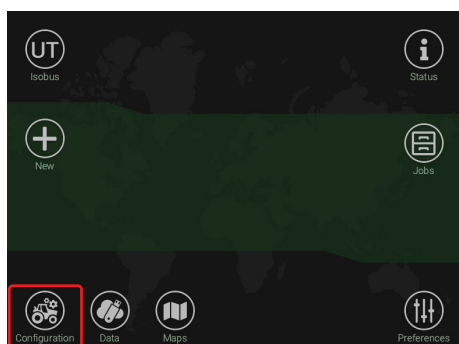 UT
Isobus
Status
New
Jobs
Configuration
Data
Maps
Preferences